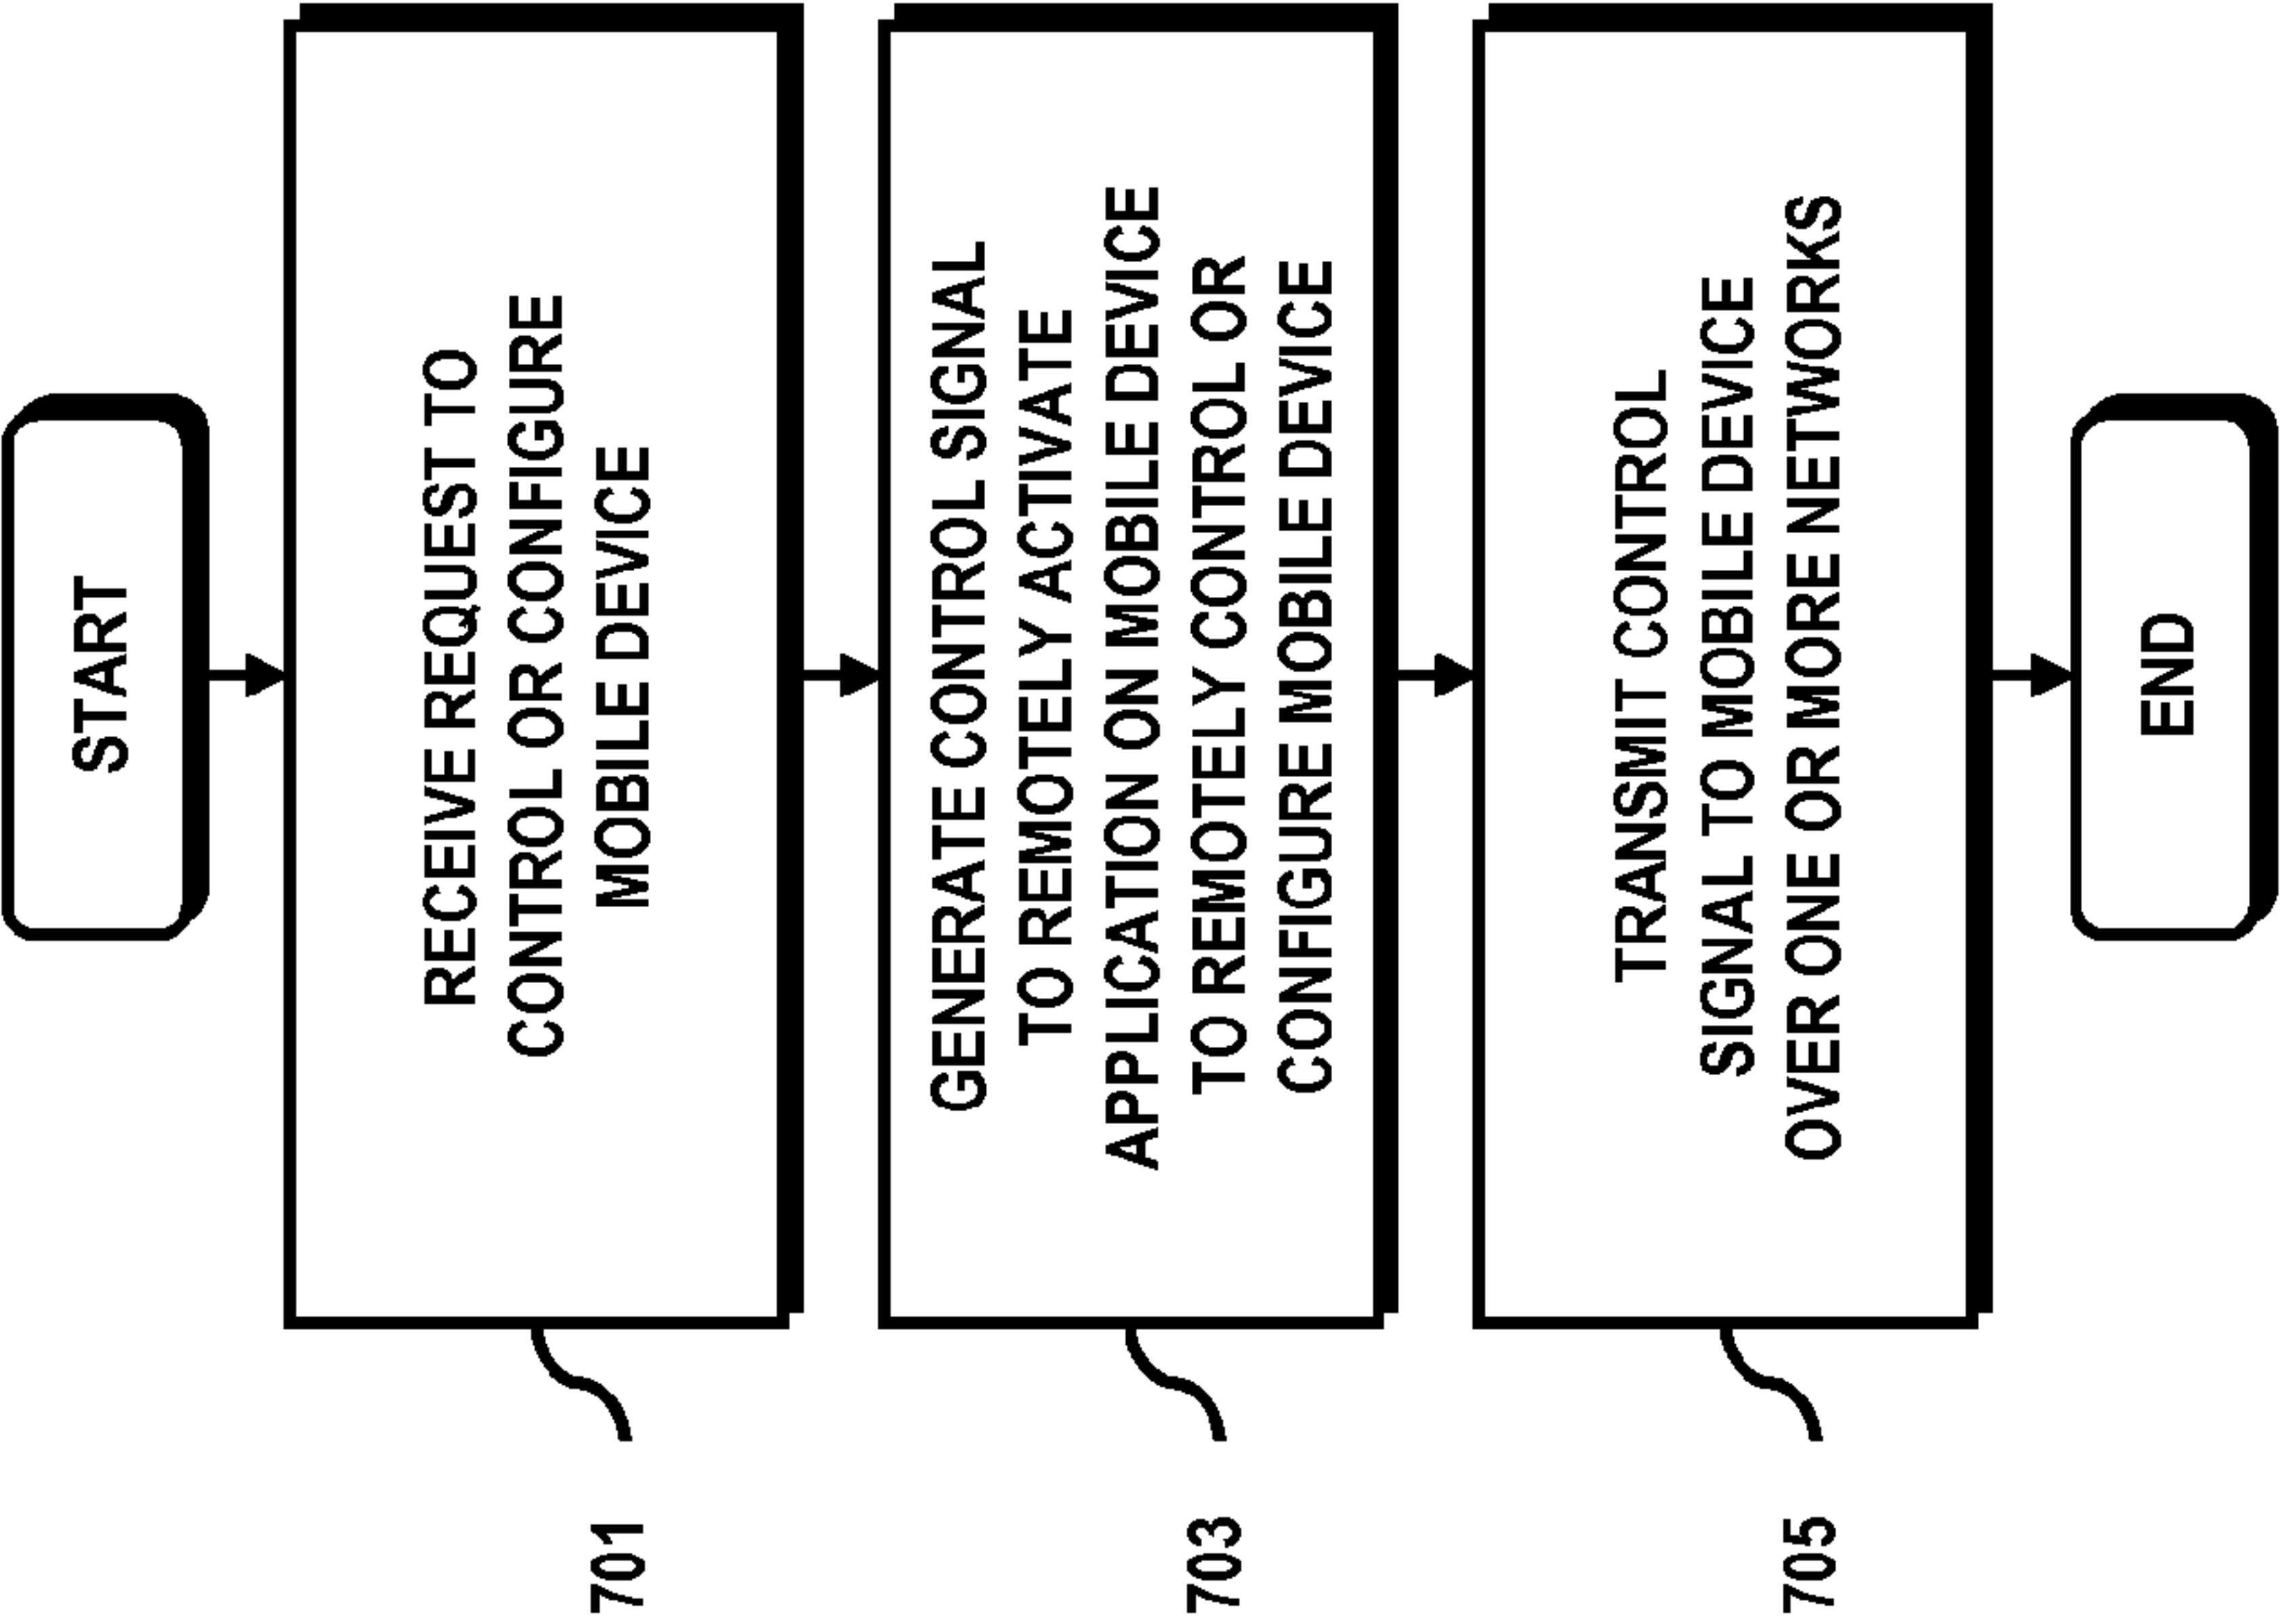 START
RECEIVE REQUEST TO
CONTROL OR CONFIGURE
MOBILE DEVICE
701
GENERATE CONTROL SIGNAL
TO REMOTELY ACTIVATE
APPLICATION ON MOBILE DEVICE
TO REMOTELY CONTROL OR
CONFIGURE MOBILE DEVICE
703
TRANSMIT CONTROL
SIGNAL TO MOBILE DEVICE
OVER ONE OR MORE NETWORKS
705
END